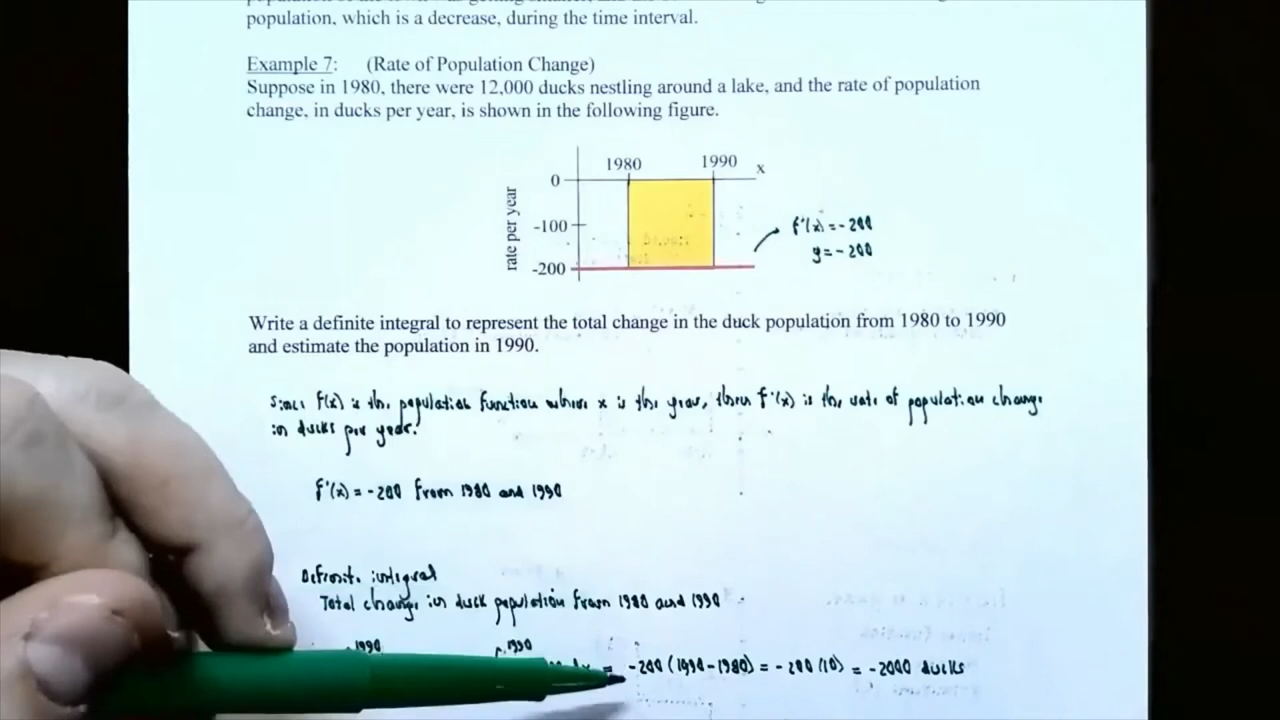 population, which is a decrease, during the time interval.
Example 7: (Rate of Population Change)
Suppose in 1980, there were 12,000 ducks nestling around a lake, and the rate of population
change, in ducks per year, is shown in the following figure.
1980 1990 x
0
-100
-200
rate per year
f'(x) = -200
y = -200
Write a definite integral to represent the total change in the duck population from 1980 to 1990
and estimate the population in 1990.
Since f(x) is the population function where x is the year, then f'(x) is the rate of population change
in ducks per year.
f'(x) = -200 from 1980 and 1990
Definite integral
Total change in duck population from 1980 and 1990
1990 1990
= -200 (1990-1980) = -200 (10) = -2000 ducks